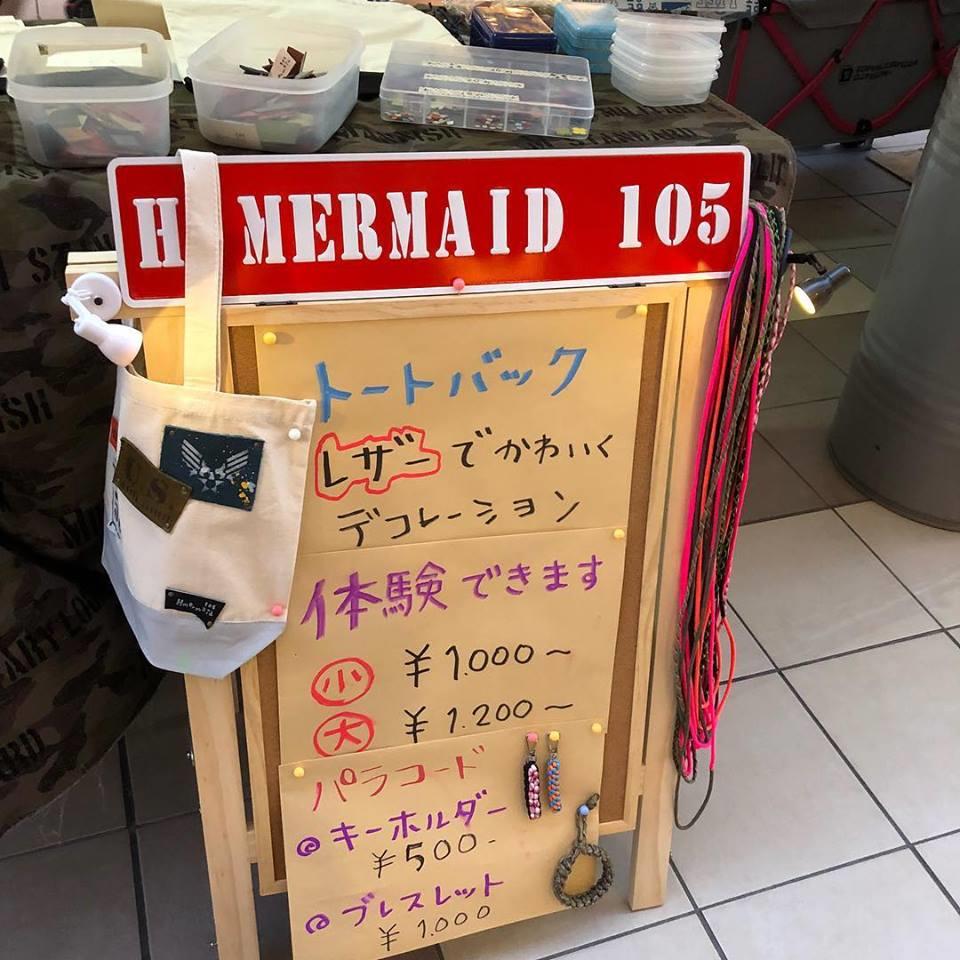 H MERMAID 105
トートバック
レザーでかわいく
デコレーション
体験できます
小 ¥1.000～
大 ¥1.200～
パラコード
@キーホルダー
¥500-
@ブレスレット
¥1.000
U.S